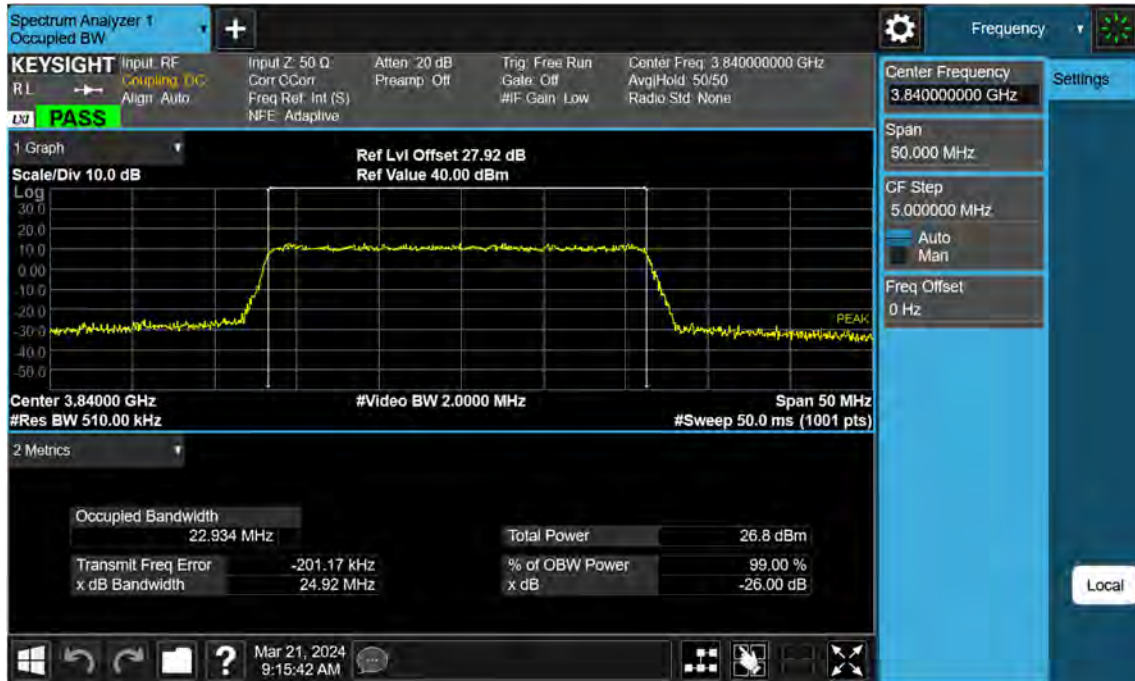 Spectrum Analyzer 1
Occupied BW
+
Frequency
KEYSIGHT
Input: RF
Coupling: DC
Align: Auto
Input Z: 50 Ω
Corr CCorr
Freq Ref: Int (S)
NFE: Adaptive
Atten: 20 dB
Preamp: Off
Trig: Free Run
Gate: Off
#IF Gain: Low
Center Freq: 3.840000000 GHz
Avg|Hold: 50/50
Radio Std: None
RL
LXI
PASS
Center Frequency
3.840000000 GHz
Settings
Span
50.000 MHz
CF Step
5.000000 MHz
Auto
Man
Freq Offset
0 Hz
1 Graph
Scale/Div 10.0 dB
Ref Lvl Offset 27.92 dB
Ref Value 40.00 dBm
Log
30.0
20.0
10.0
0.00
-10.0
-20.0
-30.0
-40.0
-50.0
PEAK
Center 3.84000 GHz
#Video BW 2.0000 MHz
Span 50 MHz
#Res BW 510.00 kHz
#Sweep 50.0 ms (1001 pts)
2 Metrics
Occupied Bandwidth
22.934 MHz
Total Power 26.8 dBm
Transmit Freq Error -201.17 kHz
% of OBW Power 99.00 %
x dB Bandwidth 24.92 MHz
x dB -26.00 dB
Local
?
Mar 21, 2024
9:15:42 AM